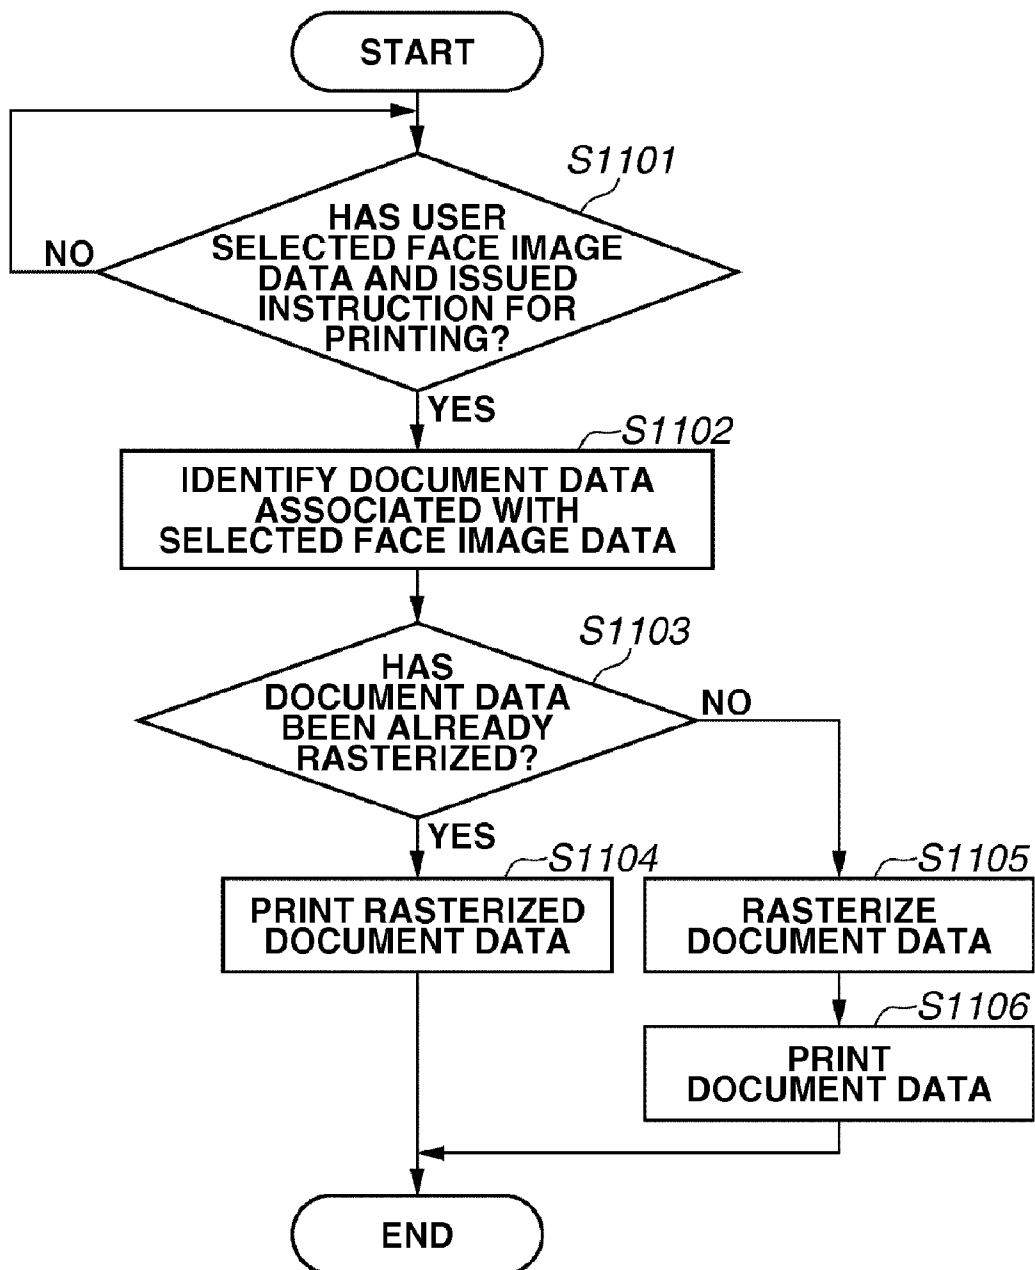 START
S1101
HAS USER
SELECTED FACE IMAGE
DATA AND ISSUED
INSTRUCTION FOR
PRINTING?
NO
YES
S1102
IDENTIFY DOCUMENT DATA
ASSOCIATED WITH
SELECTED FACE IMAGE DATA
S1103
HAS
DOCUMENT DATA
BEEN ALREADY
RASTERIZED?
NO
YES
S1104
PRINT RASTERIZED
DOCUMENT DATA
S1105
RASTERIZE
DOCUMENT DATA
S1106
PRINT
DOCUMENT DATA
END